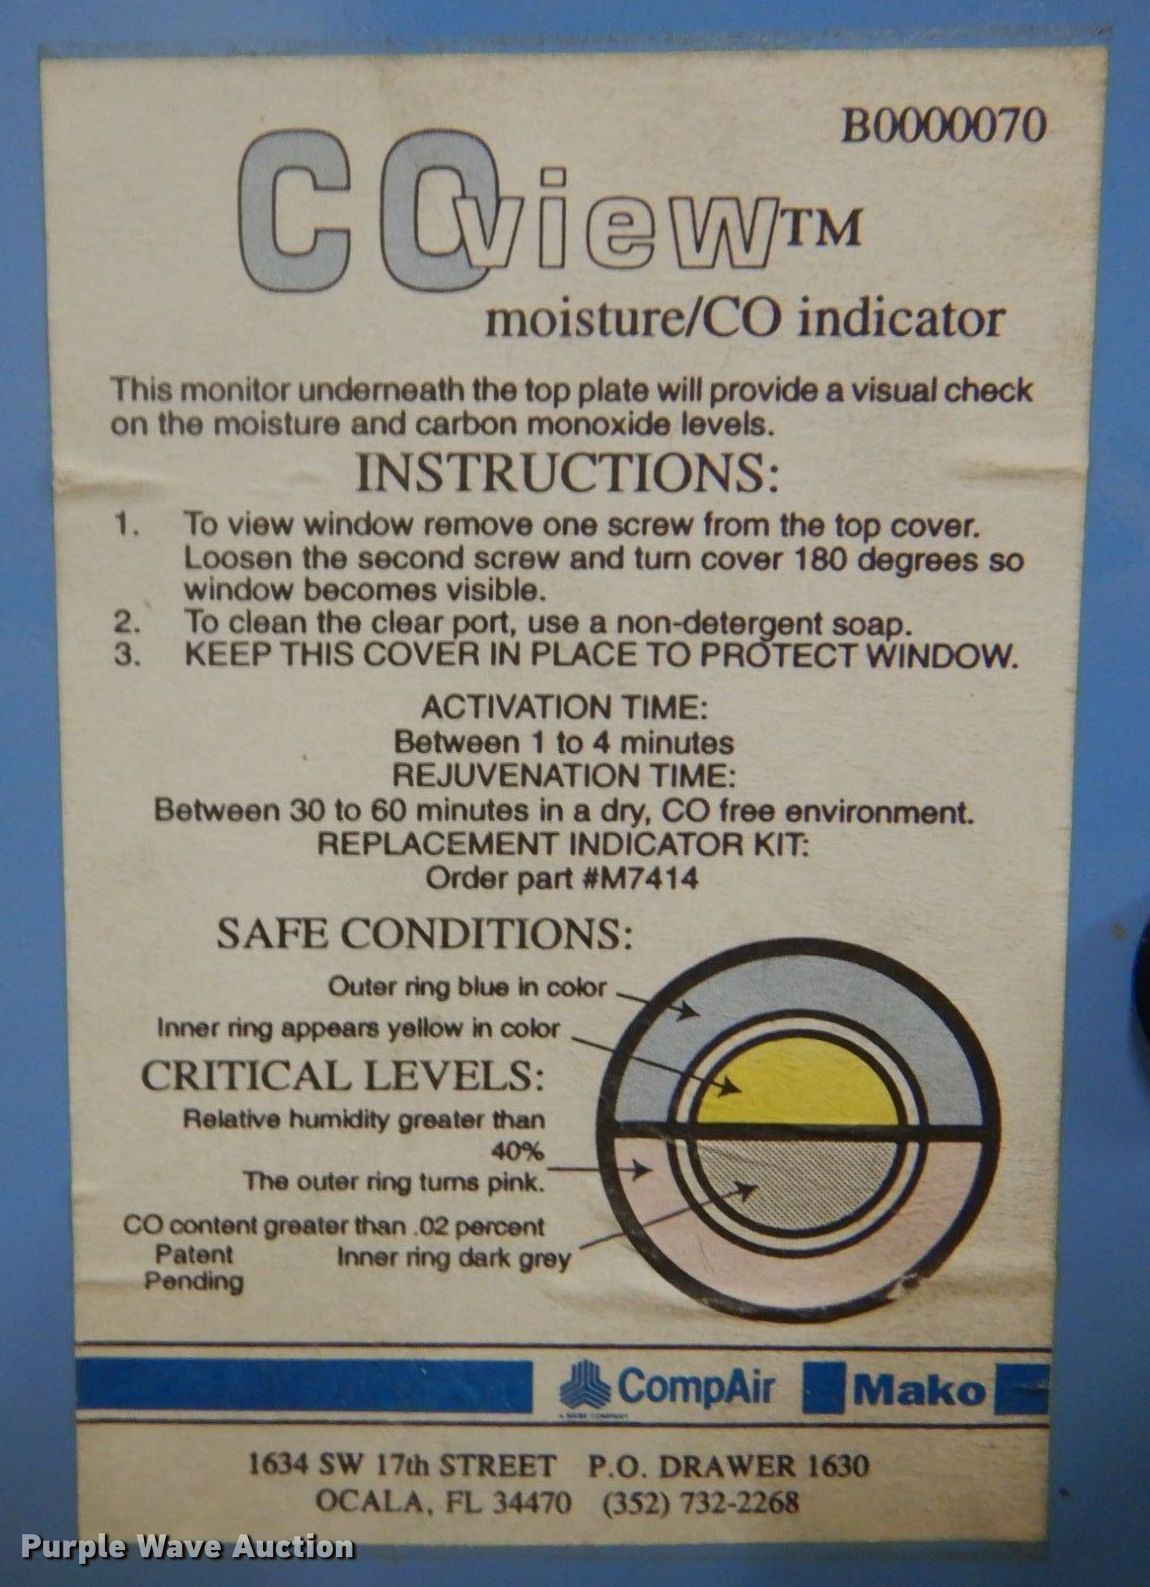 B0000070
COview™
moisture/CO indicator
This monitor underneath the top plate will provide a visual check
on the moisture and carbon monoxide levels.
INSTRUCTIONS:
1. To view window remove one screw from the top cover.
Loosen the second screw and turn cover 180 degrees so
window becomes visible.
2. To clean the clear port, use a non-detergent soap.
3. KEEP THIS COVER IN PLACE TO PROTECT WINDOW.
ACTIVATION TIME:
Between 1 to 4 minutes
REJUVENATION TIME:
Between 30 to 60 minutes in a dry, CO free environment.
REPLACEMENT INDICATOR KIT:
Order part #M7414
SAFE CONDITIONS:
Outer ring blue in color
Inner ring appears yellow in color
CRITICAL LEVELS:
Relative humidity greater than
40%
The outer ring turns pink.
CO content greater than .02 percent
Patent Inner ring dark grey
Pending
CompAir Mako
A SIEBE COMPANY
1634 SW 17th STREET P.O. DRAWER 1630
OCALA, FL 34470 (352) 732-2268
Purple Wave Auction